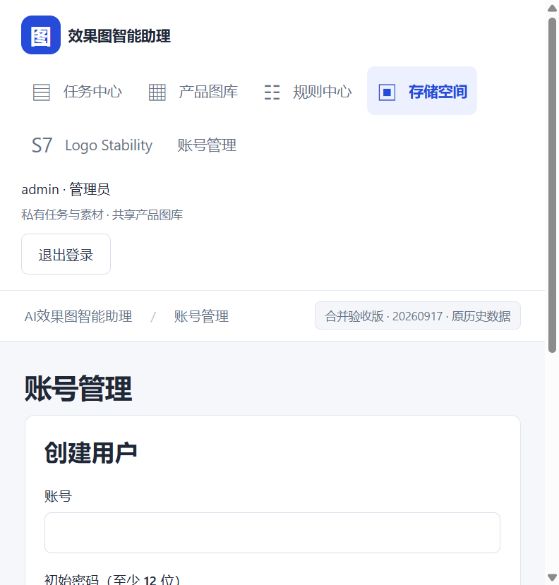 图 效果图智能助理
任务中心 产品图库 规则中心 存储空间
S7 Logo Stability 账号管理
admin · 管理员
私有任务与素材 · 共享产品图库
退出登录
AI效果图智能助理 / 账号管理 合并验收版 · 20260917 · 原历史数据
账号管理
创建用户
账号
初始密码（至少 12 位）